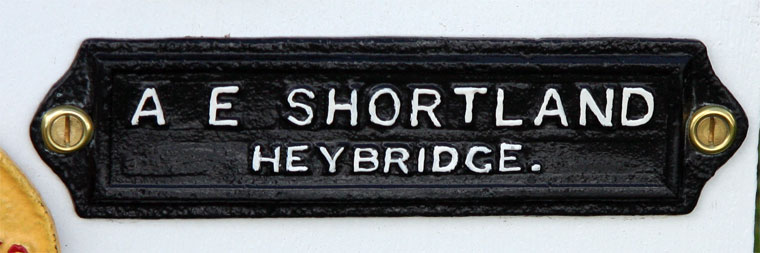 A E SHORTLAND
HEYBRIDGE.